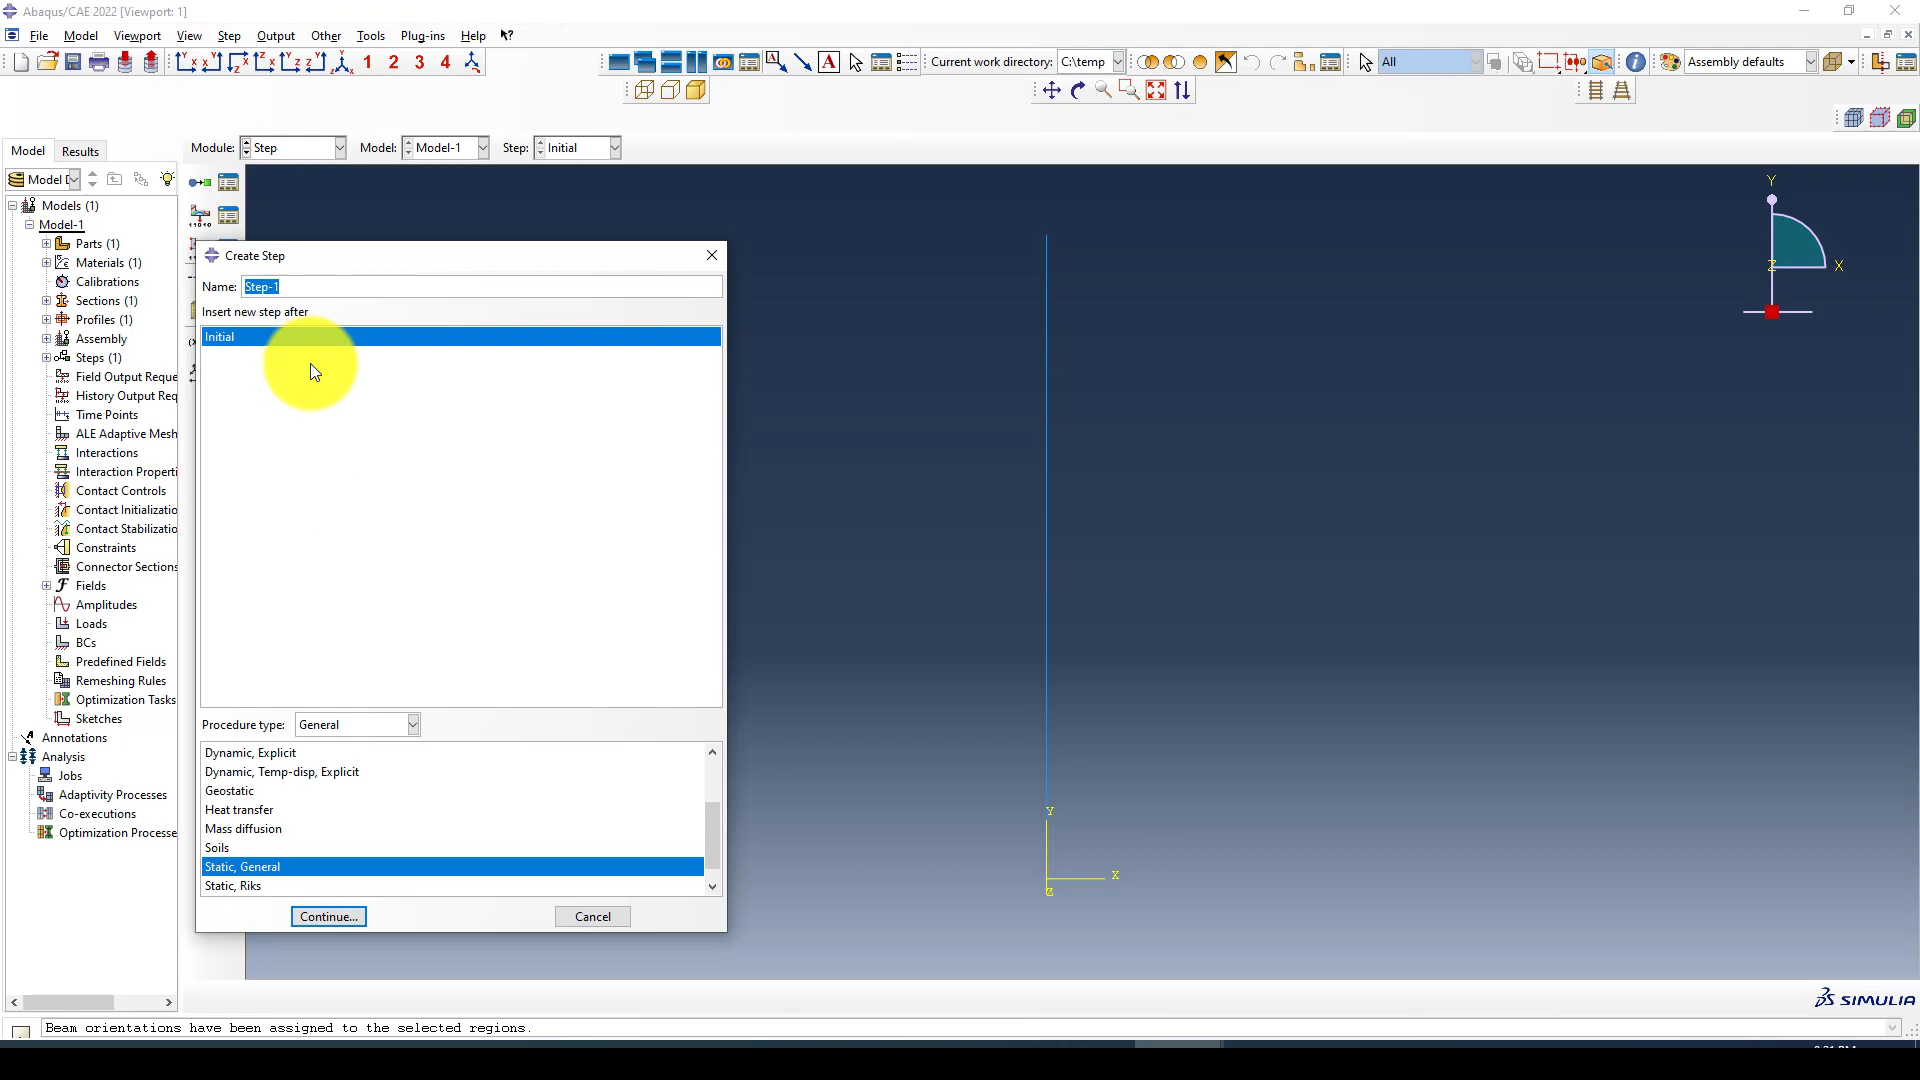 Abaqus/CAE 2022 [Viewport: 1]
File Model Viewport View Step Output Other Tools Plug-ins Help
1 2 3 4
A
Current work directory: C:\temp
All
Assembly defaults
Model Results
Module: Step Model: Model-1 Step: Initial
Model D
Models (1)
Model-1
Parts (1)
Materials (1)
Calibrations
Sections (1)
Profiles (1)
Assembly
Steps (1)
Field Output Reque
History Output Req
Time Points
ALE Adaptive Mesh
Interactions
Interaction Properti
Contact Controls
Contact Initializatio
Contact Stabilizatio
Constraints
Connector Sections
Fields
Amplitudes
Loads
BCs
Predefined Fields
Remeshing Rules
Optimization Tasks
Sketches
Annotations
Analysis
Jobs
Adaptivity Processes
Co-executions
Optimization Processe
Create Step
Name: Step-1
Insert new step after
Initial
Procedure type: General
Dynamic, Explicit
Dynamic, Temp-disp, Explicit
Geostatic
Heat transfer
Mass diffusion
Soils
Static, General
Static, Riks
Continue... Cancel
Y
Z X
Y
X
Z
SIMULIA
Beam orientations have been assigned to the selected regions.